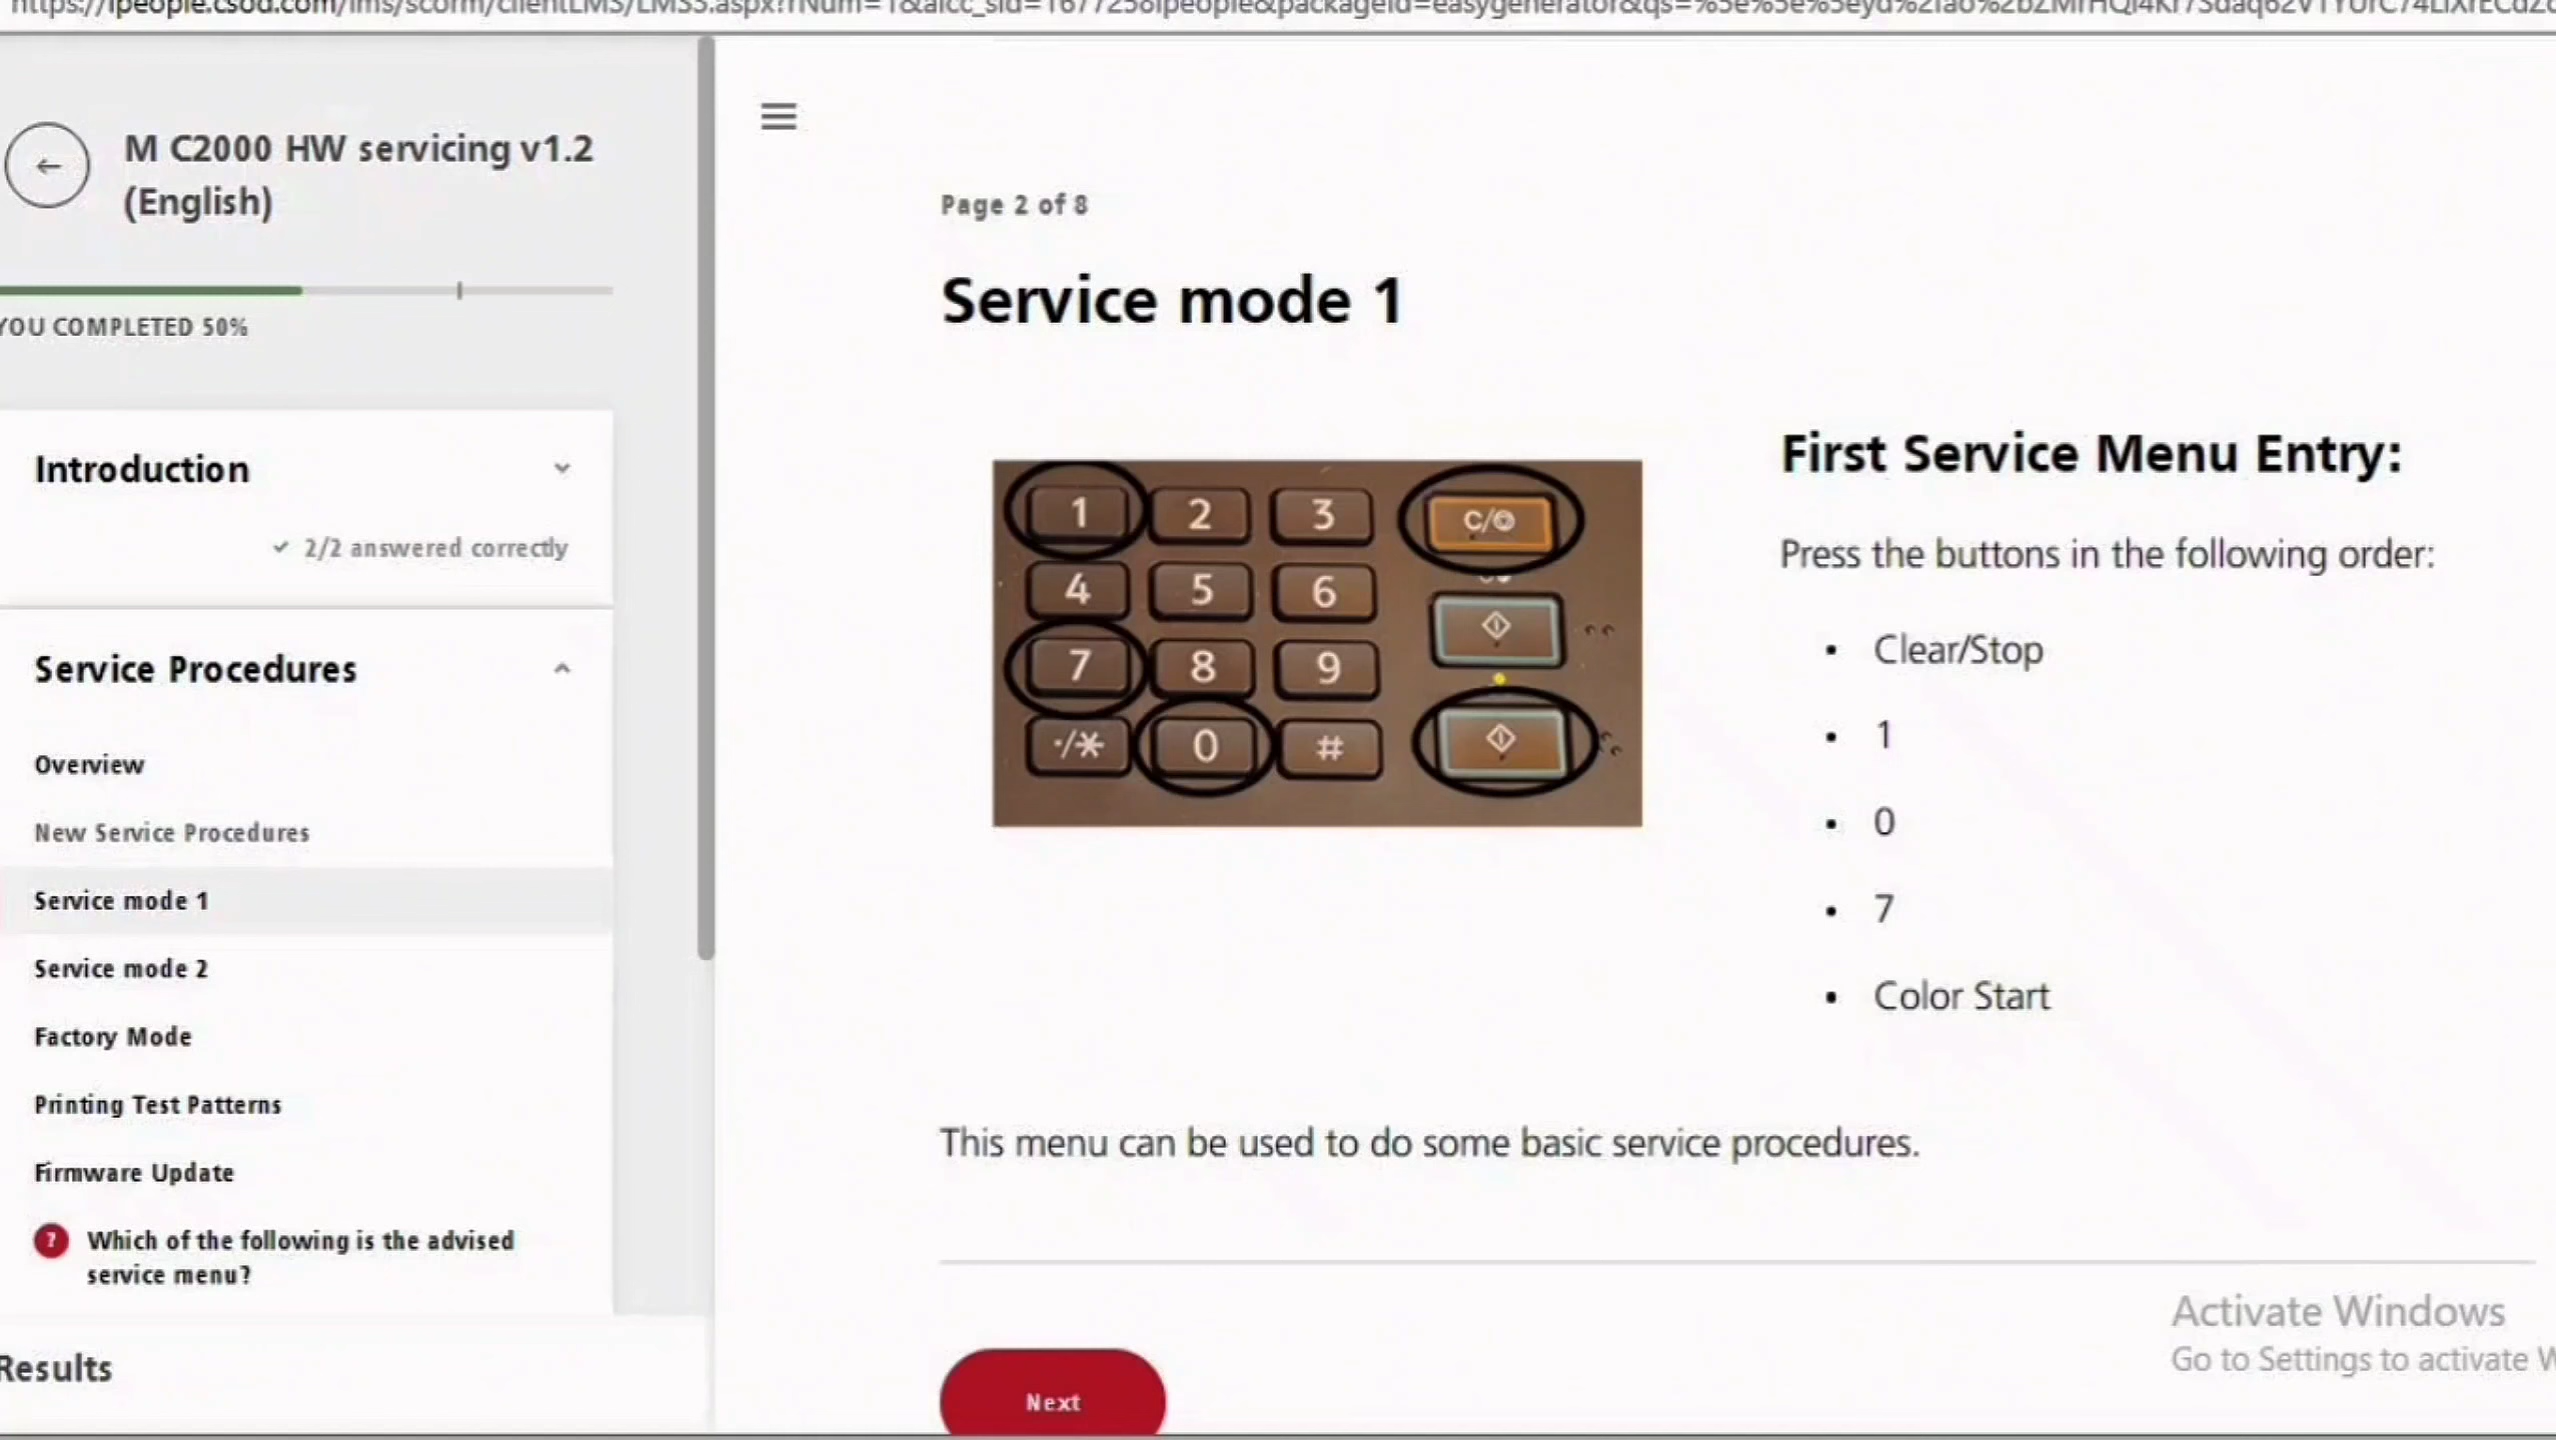 M C2000 HW servicing v1.2
(English)
YOU COMPLETED 50%
Introduction
2/2 answered correctly
Service Procedures
Overview
New Service Procedures
Service mode 1
Service mode 2
Factory Mode
Printing Test Patterns
Firmware Update
? Which of the following is the advised
service menu?
Results
Page 2 of 8
Service mode 1
1 2 3 C/
4 5 6
7 8 9
·/* 0 #
First Service Menu Entry:
Press the buttons in the following order:
• Clear/Stop
• 1
• 0
• 7
• Color Start
This menu can be used to do some basic service procedures.
Next
Activate Windows
Go to Settings to activate W